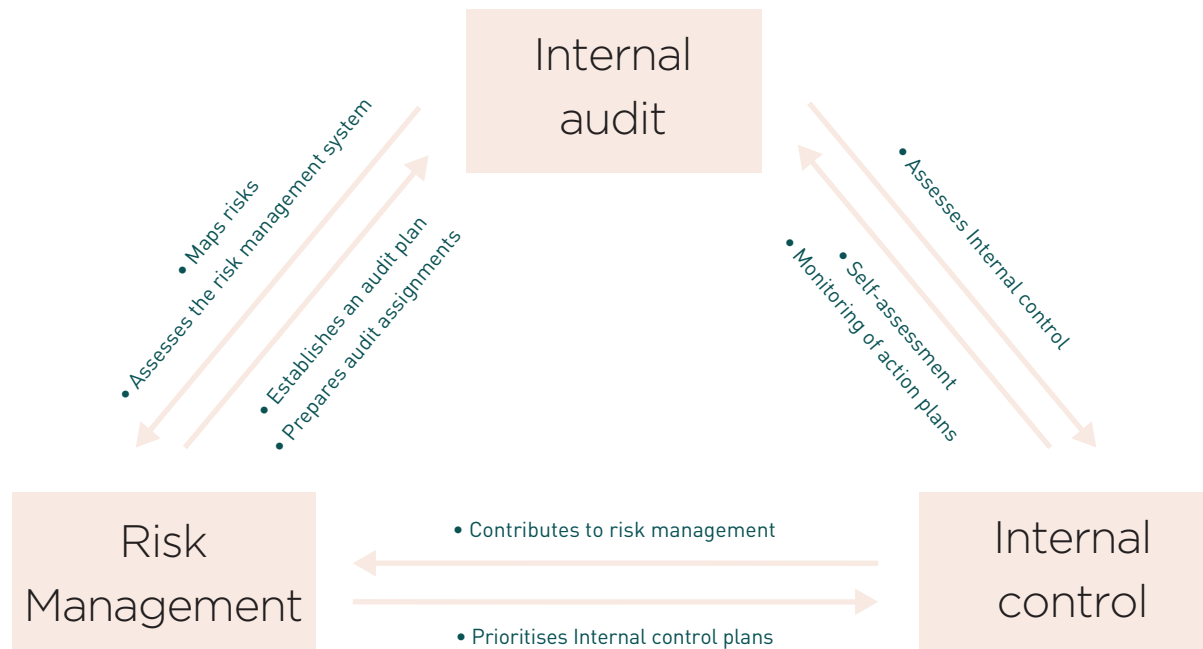 Internal
audit
• Maps risks
• Assesses the risk management system
• Establishes an audit plan
• Prepares audit assignments
• Assesses Internal control
• Self-assessment
• Monitoring of action plans
Risk
Management
• Contributes to risk management
• Prioritises Internal control plans
Internal
control